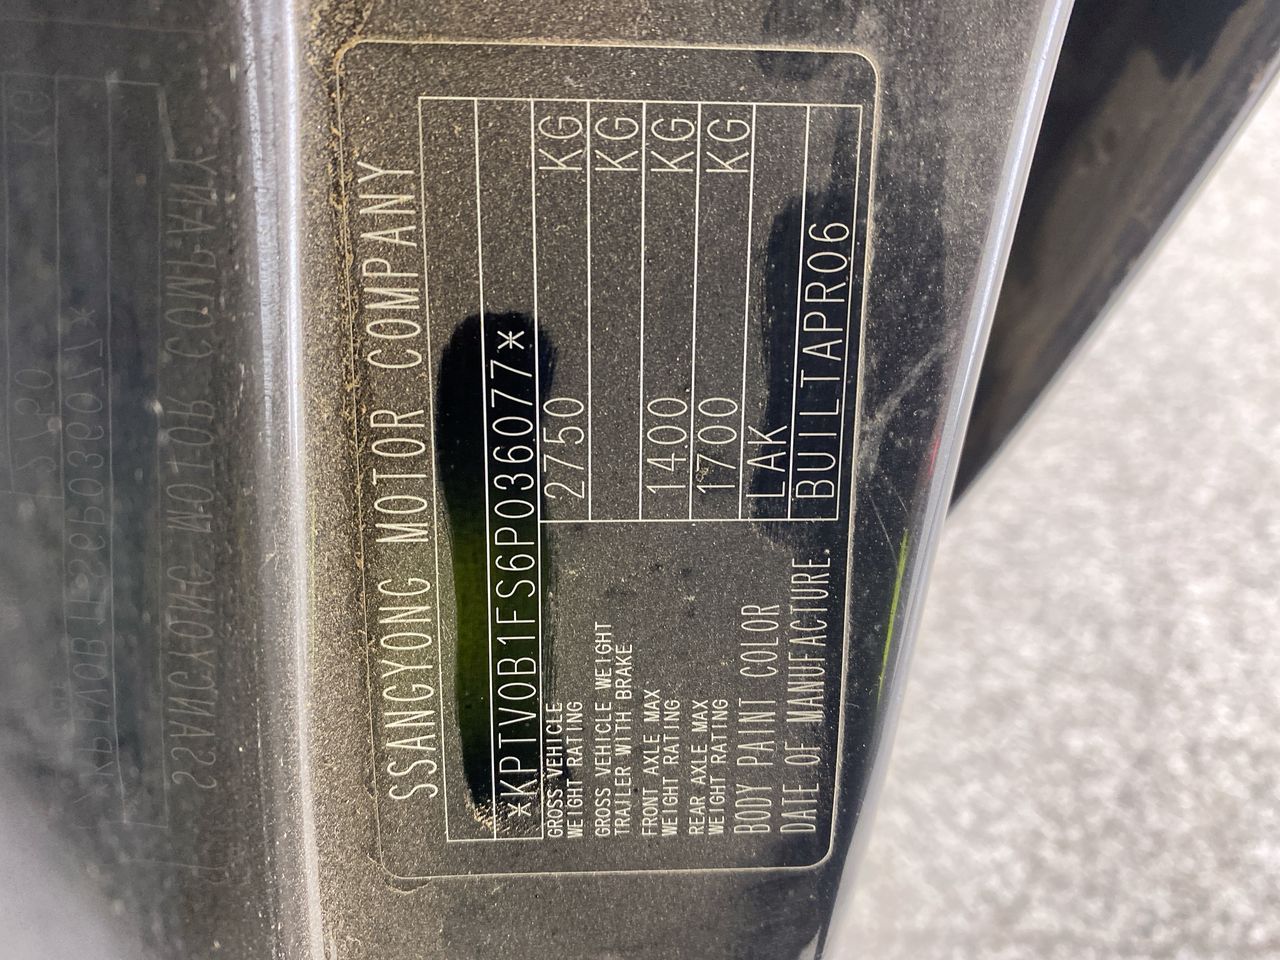 SSANGYONG MOTOR COMPANY
*KPTV0B1FS6P036077*
GROSS VEHICLE
WEIGHT RATING
2750 KG
GROSS VEHICLE WEIGHT
TRAILER WITH BRAKE
KG
FRONT AXLE MAX
WEIGHT RATING
1400 KG
REAR AXLE MAX
WEIGHT RATING
1700 KG
BODY PAINT COLOR
LAK
DATE OF MANUFACTURE.
BUILTAPR06